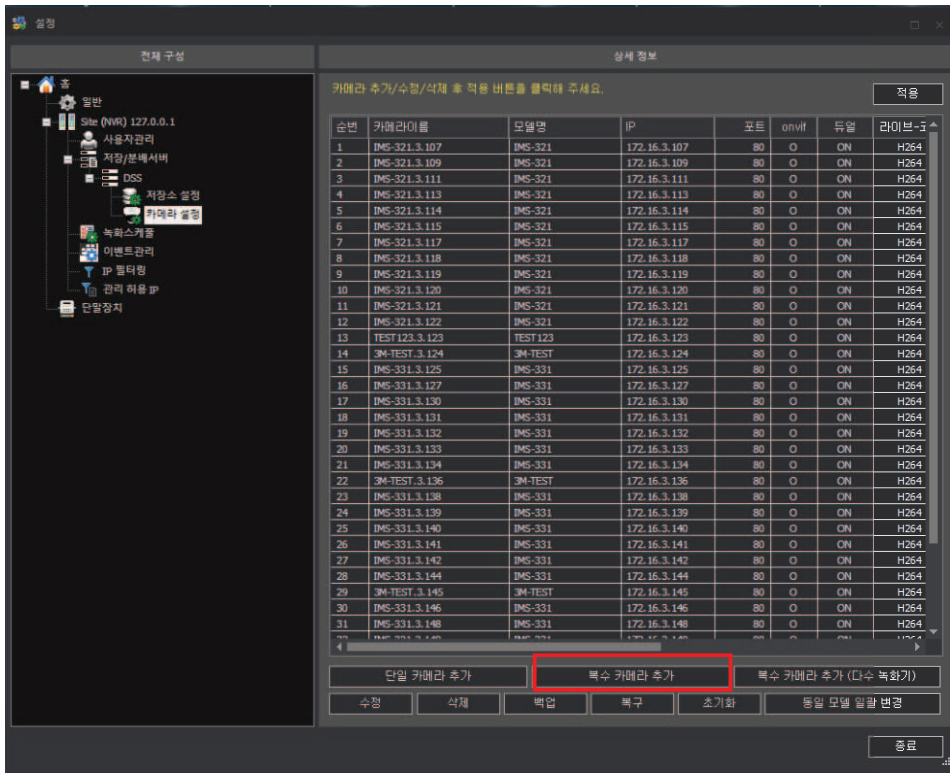 설정
전체 구성
상세 정보
홈
일반
Site (NVR) 127.0.0.1
사용자관리
저장/분배서버
DSS
저장소 설정
카메라 설정
녹화스케쥴
이벤트관리
IP 필터링
관리 허용 IP
단말장치
카메라 추가/수정/삭제 후 적용 버튼을 클릭해 주세요.
적용
순번 카메라이름 모델명 IP 포트 onvif 듀얼 라이브-코
1 IMS-321.3.107 IMS-321 172.16.3.107 80 O ON H264
2 IMS-321.3.109 IMS-321 172.16.3.109 80 O ON H264
3 IMS-321.3.111 IMS-321 172.16.3.111 80 O ON H264
4 IMS-321.3.113 IMS-321 172.16.3.113 80 O ON H264
5 IMS-321.3.114 IMS-321 172.16.3.114 80 O ON H264
6 IMS-321.3.115 IMS-321 172.16.3.115 80 O ON H264
7 IMS-321.3.117 IMS-321 172.16.3.117 80 O ON H264
8 IMS-321.3.118 IMS-321 172.16.3.118 80 O ON H264
9 IMS-321.3.119 IMS-321 172.16.3.119 80 O ON H264
10 IMS-321.3.120 IMS-321 172.16.3.120 80 O ON H264
11 IMS-321.3.121 IMS-321 172.16.3.121 80 O ON H264
12 IMS-321.3.122 IMS-321 172.16.3.122 80 O ON H264
13 TEST123.3.123 TEST123 172.16.3.123 80 O ON H264
14 3M-TEST.3.124 3M-TEST 172.16.3.124 80 O ON H264
15 IMS-331.3.125 IMS-331 172.16.3.125 80 O ON H264
16 IMS-331.3.127 IMS-331 172.16.3.127 80 O ON H264
17 IMS-331.3.130 IMS-331 172.16.3.130 80 O ON H264
18 IMS-331.3.131 IMS-331 172.16.3.131 80 O ON H264
19 IMS-331.3.132 IMS-331 172.16.3.132 80 O ON H264
20 IMS-331.3.133 IMS-331 172.16.3.133 80 O ON H264
21 IMS-331.3.134 IMS-331 172.16.3.134 80 O ON H264
22 3M-TEST.3.136 3M-TEST 172.16.3.136 80 O ON H264
23 IMS-331.3.138 IMS-331 172.16.3.138 80 O ON H264
24 IMS-331.3.139 IMS-331 172.16.3.139 80 O ON H264
25 IMS-331.3.140 IMS-331 172.16.3.140 80 O ON H264
26 IMS-331.3.141 IMS-331 172.16.3.141 80 O ON H264
27 IMS-331.3.142 IMS-331 172.16.3.142 80 O ON H264
28 IMS-331.3.144 IMS-331 172.16.3.144 80 O ON H264
29 3M-TEST.3.145 3M-TEST 172.16.3.145 80 O ON H264
30 IMS-331.3.146 IMS-331 172.16.3.146 80 O ON H264
31 IMS-331.3.148 IMS-331 172.16.3.148 80 O ON H264
단일 카메라 추가 복수 카메라 추가 복수 카메라 추가 (다수 녹화기)
수정 삭제 백업 복구 초기화 동일 모델 일괄 변경
종료